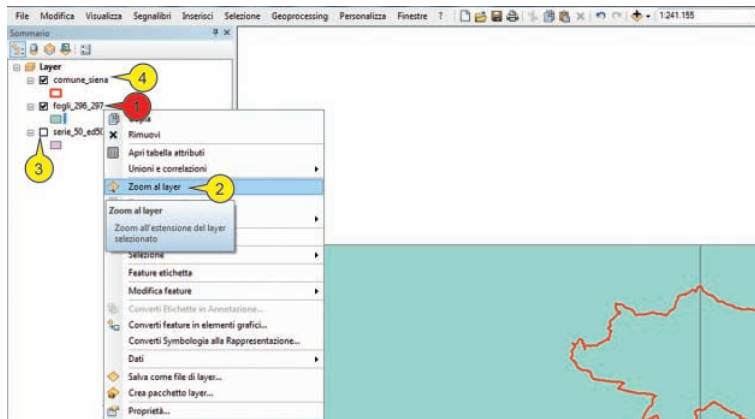 File Modifica Visualizza Segnalibri Inserisci Selezione Geoprocessing Personalizza Finestre ? 1:241.155
Sommario
Layer
comune_siena
4
fogli_296_297
1
Copia
serie_50_ed50
3
Rimuovi
Apri tabella attributi
Unioni e correlazioni
Zoom al layer
2
Zoom al layer
Zoom all'estensione del layer
selezionato
Selezione
Feature etichetta
Modifica feature
Converti Etichette in Annotazione...
Converti feature in elementi grafici...
Converti Symbologia alla Rappresentazione...
Dati
Salva come file di layer...
Crea pacchetto layer...
Proprietà...